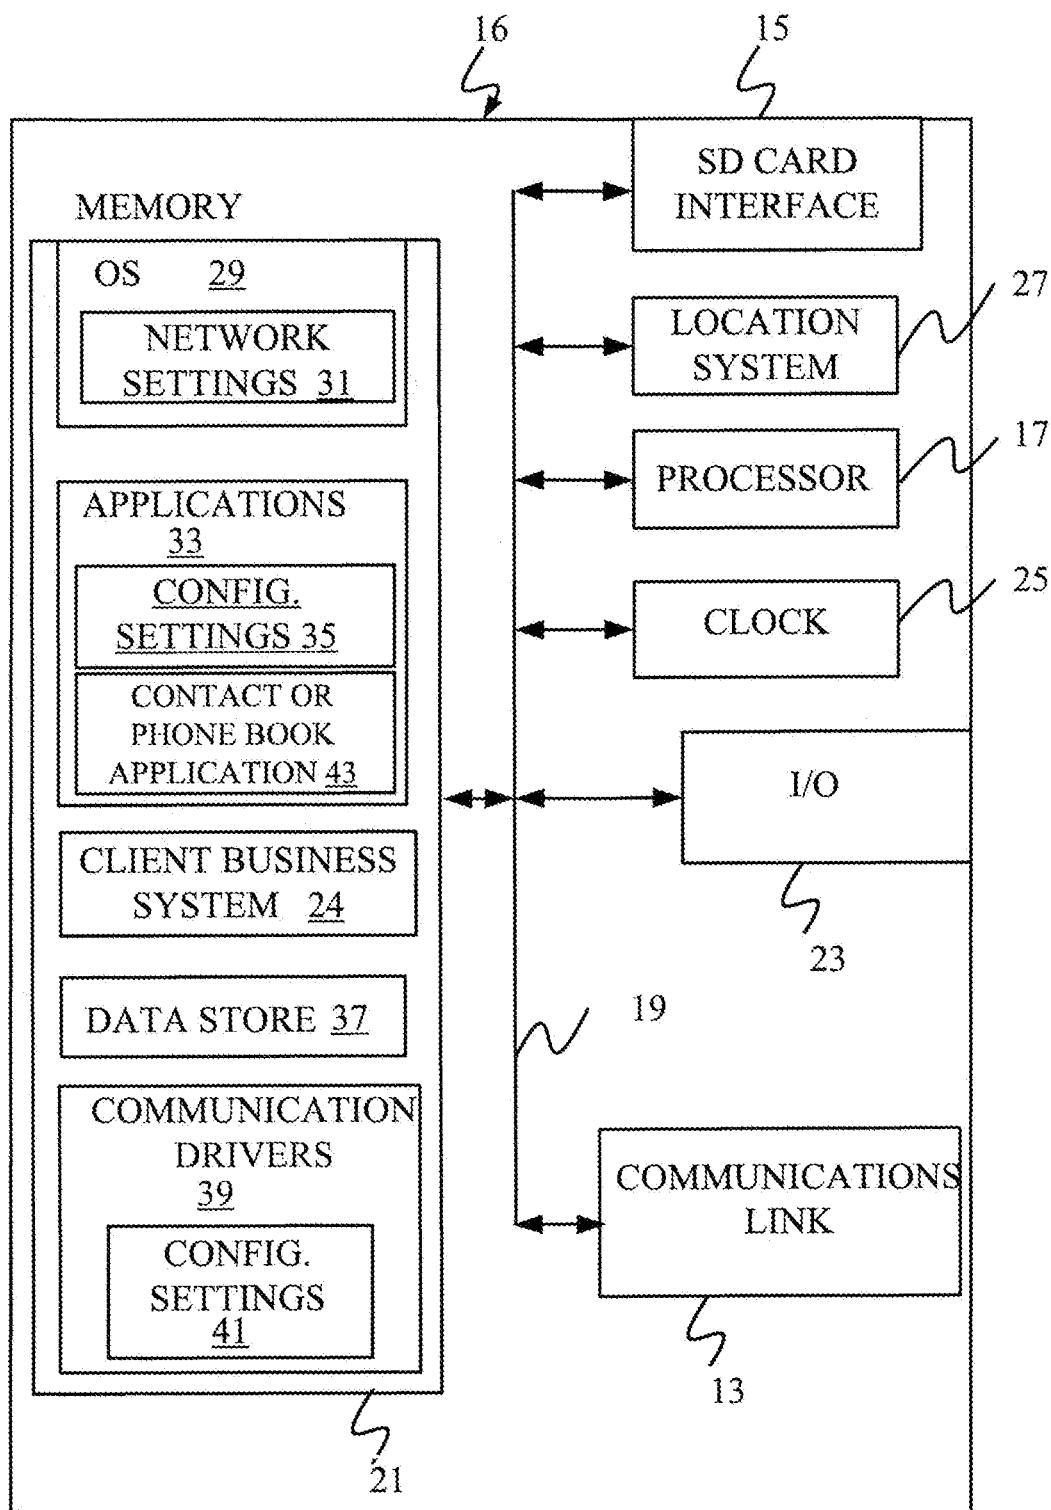 16
15
SD CARD
INTERFACE
MEMORY
OS 29
NETWORK
SETTINGS 31
27
LOCATION
SYSTEM
17
PROCESSOR
APPLICATIONS
33
CONFIG.
SETTINGS 35
25
CLOCK
CONTACT OR
PHONE BOOK
APPLICATION 43
I/O
CLIENT BUSINESS
SYSTEM 24
23
DATA STORE 37
19
COMMUNICATION
DRIVERS
39
CONFIG.
SETTINGS
41
COMMUNICATIONS
LINK
13
21